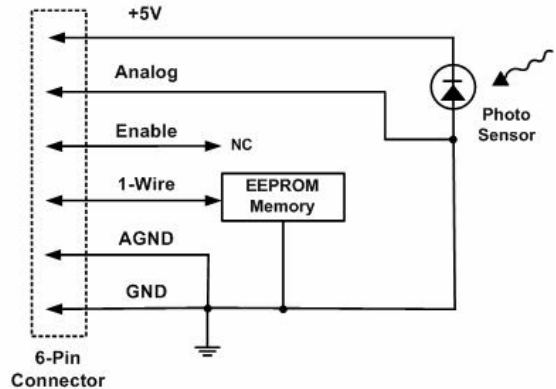 +5V
Analog
Photo
Sensor
Enable
NC
1-Wire
EEPROM
Memory
AGND
GND
6-Pin
Connector